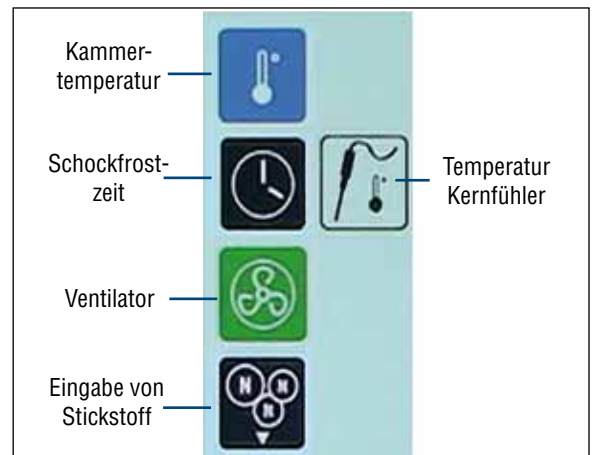 Kammer-
temperatur
Schockfrost-
zeit
Temperatur
Kernfühler
Ventilator
Eingabe von
Stickstoff
N N
N